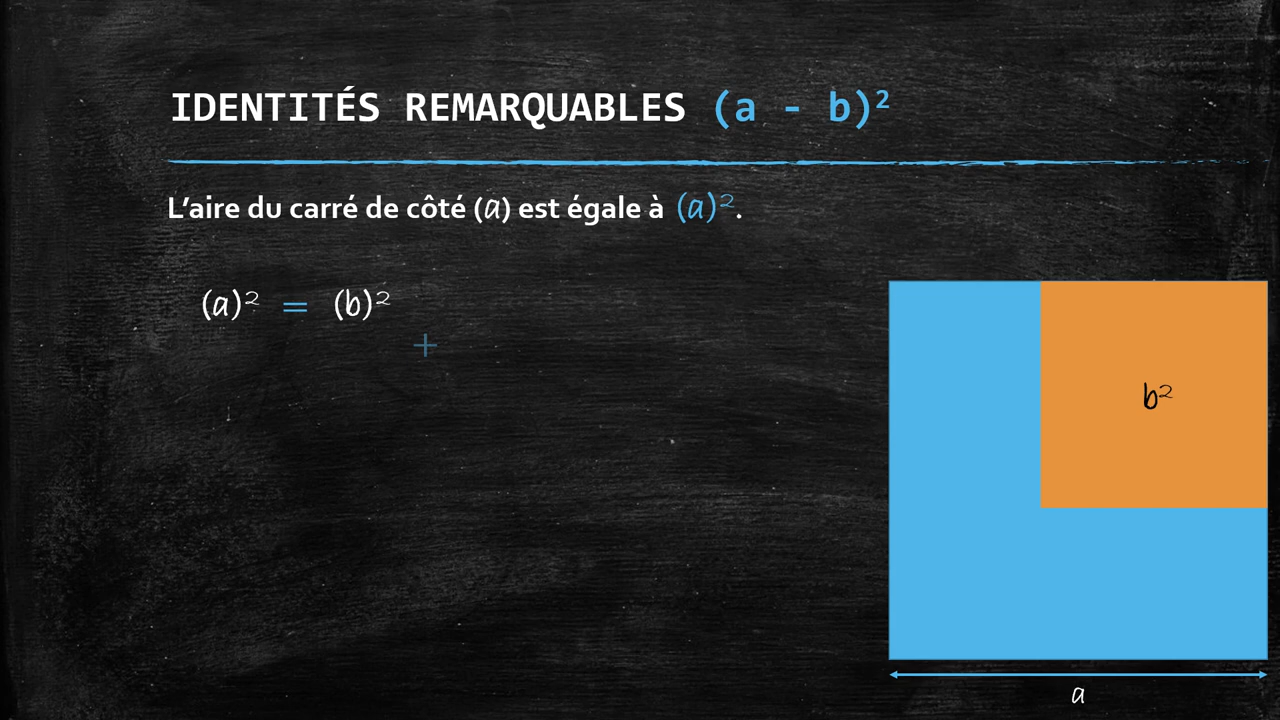 IDENTITÉS REMARQUABLES (a - b)²
L'aire du carré de côté (a) est égale à (a)².
(a)² = (b)²
+
b²
a